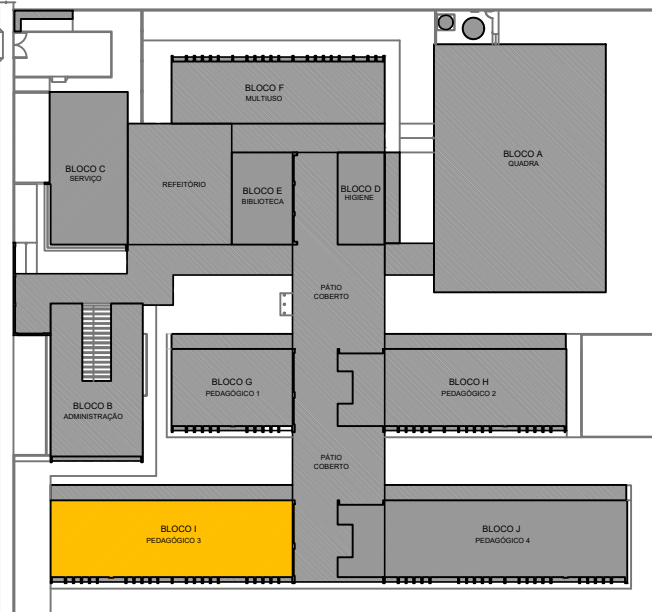 BLOCO F
MULTIUSO
BLOCO A
QUADRA
BLOCO C
SERVIÇO
REFEITÓRIO
BLOCO E
BIBLIOTECA
BLOCO D
HIGIENE
PÁTIO
COBERTO
BLOCO B
ADMINISTRAÇÃO
BLOCO G
PEDAGÓGICO 1
BLOCO H
PEDAGÓGICO 2
PÁTIO
COBERTO
BLOCO I
PEDAGÓGICO 3
BLOCO J
PEDAGÓGICO 4